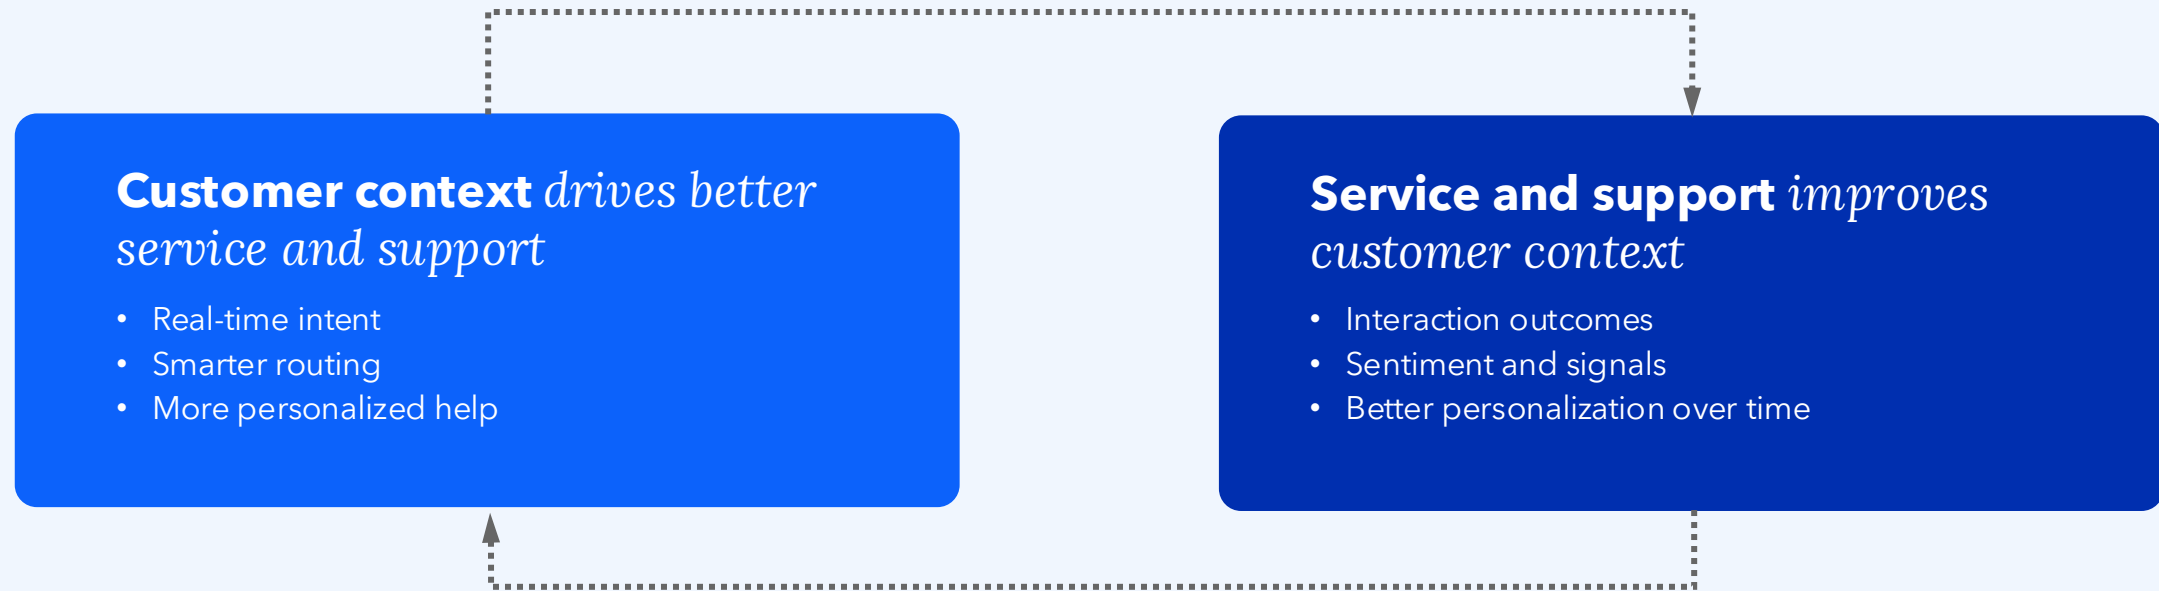 Customer context drives better
service and support
• Real-time intent
• Smarter routing
• More personalized help
Service and support improves
customer context
• Interaction outcomes
• Sentiment and signals
• Better personalization over time